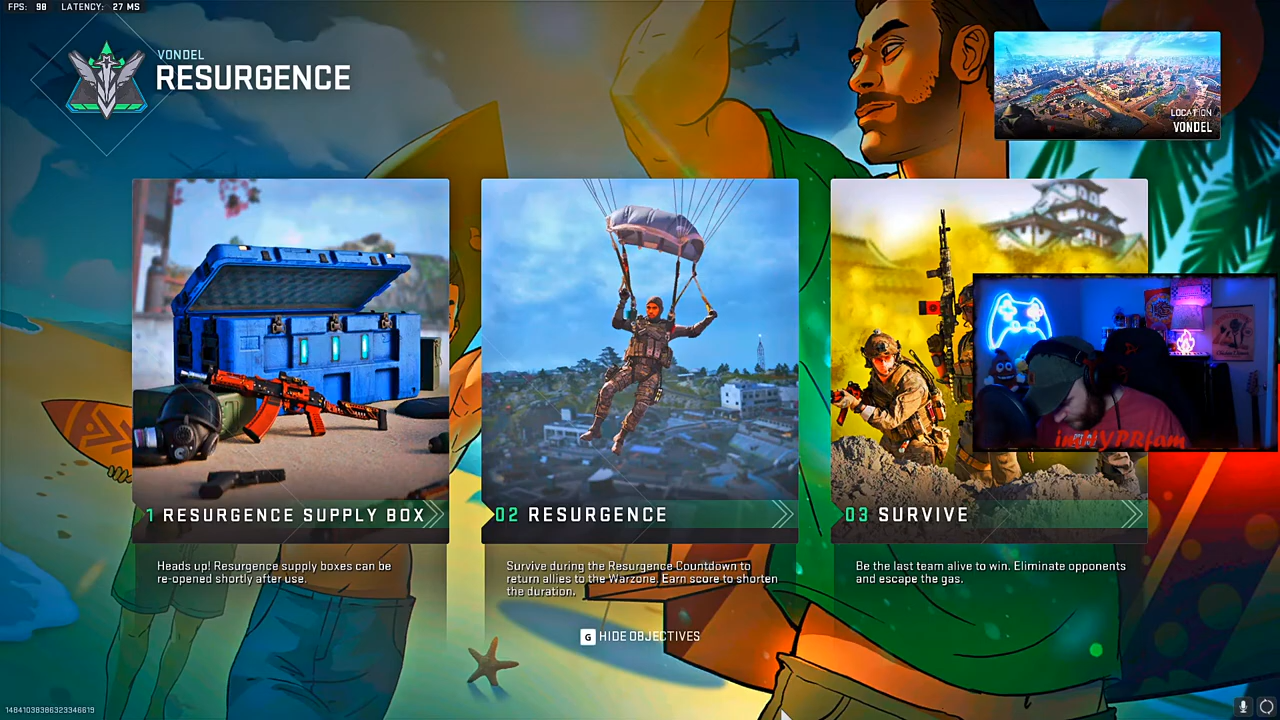 FPS: 98 LATENCY: 27 MS
VONDEL
RESURGENCE
LOCATION
VONDEL
1 RESURGENCE SUPPLY BOX
Heads up! Resurgence supply boxes can be
re-opened shortly after use.
02 RESURGENCE
Survive during the Resurgence Countdown to
return allies to the Warzone. Earn score to shorten
the duration.
03 SURVIVE
Be the last team alive to win. Eliminate opponents
and escape the gas.
imHYPRfam
G HIDE OBJECTIVES
14841038386323346619